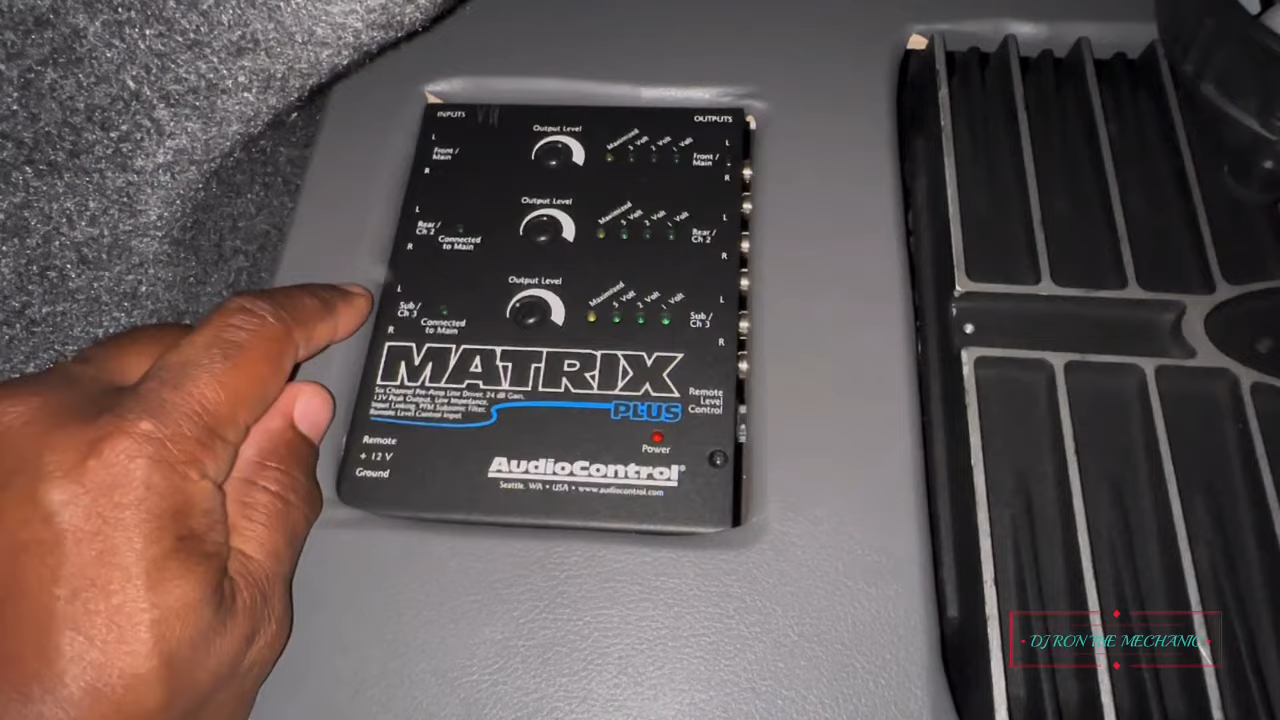 INPUTS
OUTPUTS
L
Front /
Main
R
Output Level
Maximized
5 Volt
2 Volt
1 Volt
L
Front /
Main
R
L
Rear /
Ch 2
R
Connected
to Main
Output Level
Maximized
5 Volt
2 Volt
1 Volt
L
Rear /
Ch 2
R
L
Sub /
Ch 3
R
Connected
to Main
Output Level
Maximized
5 Volt
2 Volt
1 Volt
L
Sub /
Ch 3
R
MATRIX
PLUS
Six Channel Pre-Amp Line Driver, 24 dB Gain,
13V Peak Output, Low Impedance,
Input Linking, PFM Subsonic Filter,
Remote Level Control Input
Remote
Level
Control
Remote
+ 12 V
Ground
Power
AudioControl®
Seattle, WA • USA • www.audiocontrol.com
DJ RON THE MECHANIC